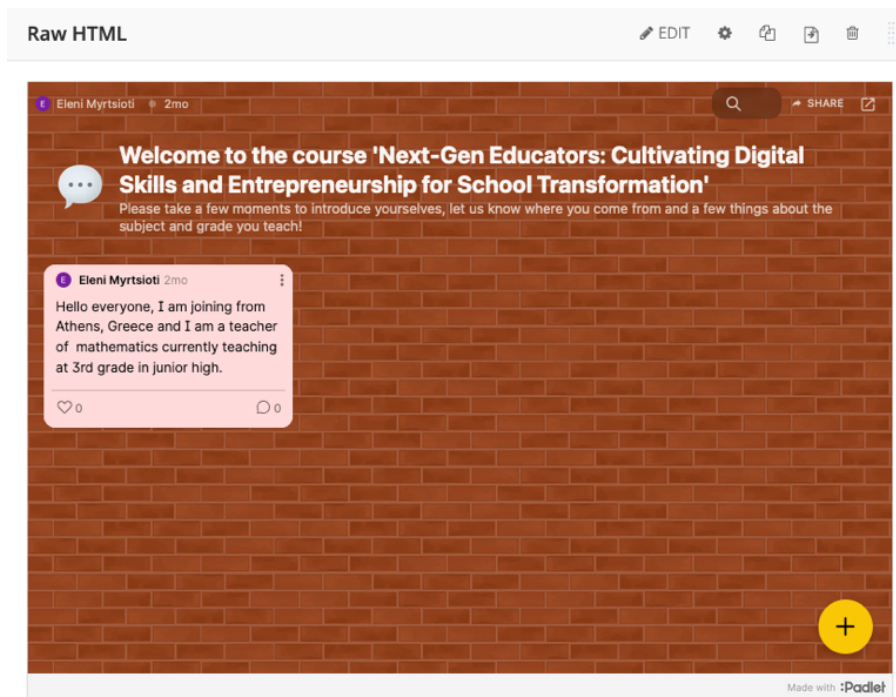 Raw HTML
EDIT
E Eleni Myrtsioti 2mo
SHARE
Welcome to the course 'Next-Gen Educators: Cultivating Digital
Skills and Entrepreneurship for School Transformation'
Please take a few moments to introduce yourselves, let us know where you come from and a few things about the
subject and grade you teach!
E Eleni Myrtsioti 2mo
Hello everyone, I am joining from
Athens, Greece and I am a teacher
of mathematics currently teaching
at 3rd grade in junior high.
0
0
+
Made with :Padlet